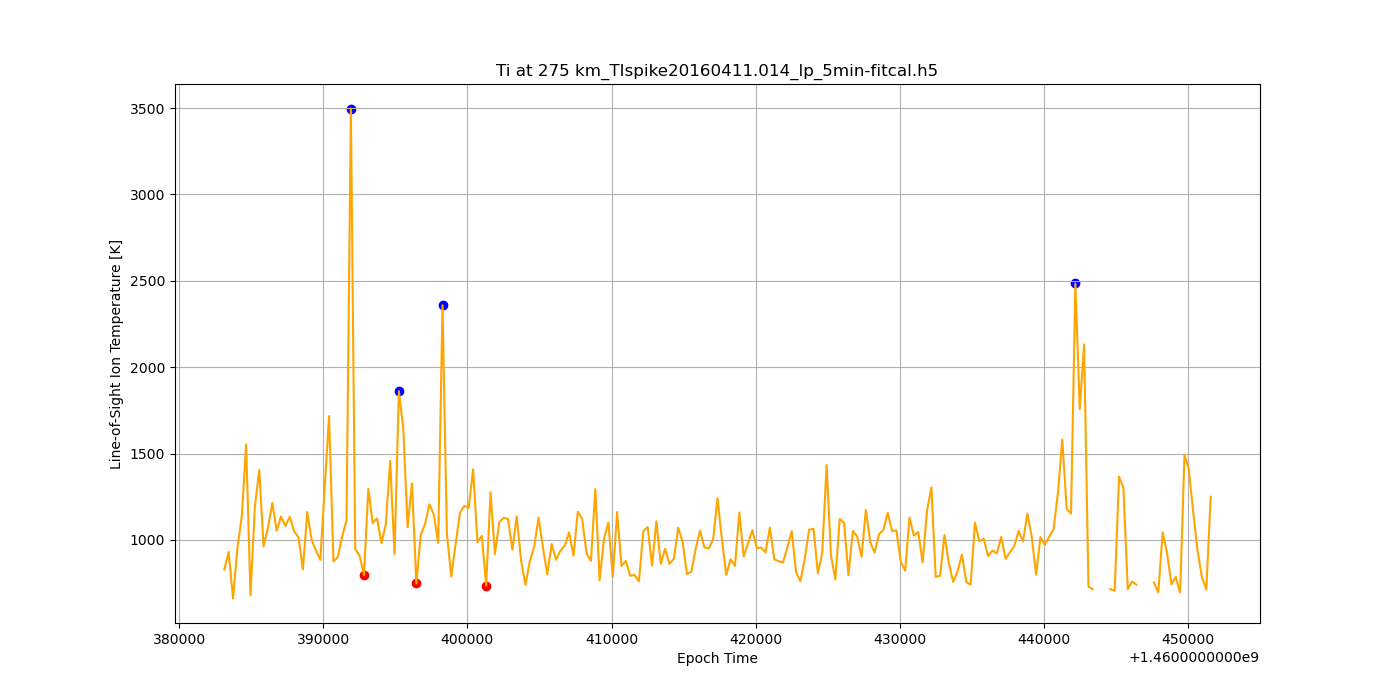 Ti at 275 km_TIspike20160411.014_lp_5min-fitcal.h5
Line-of-Sight Ion Temperature [K]
3500
3000
2500
2000
1500
1000
380000 390000 400000 410000 420000 430000 440000 450000
Epoch Time
+1.4600000000e9